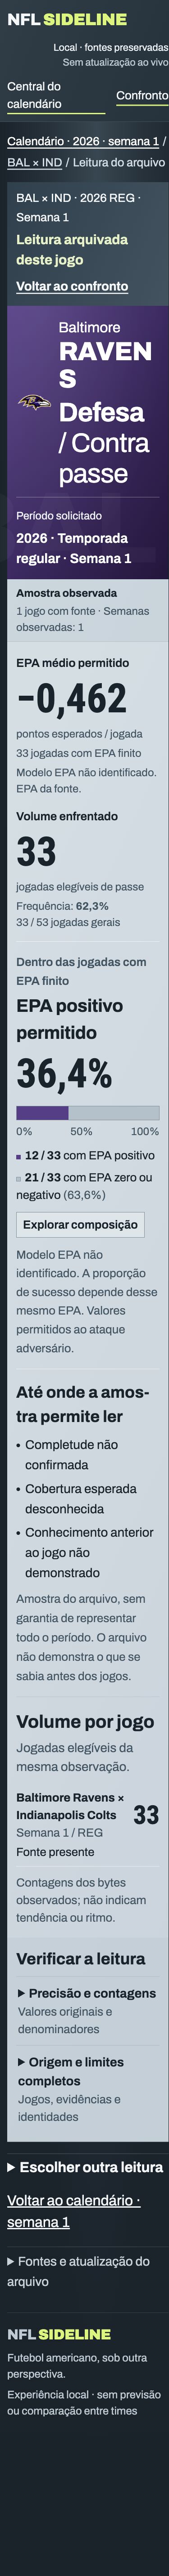 NFL SIDELINE
Local · fontes preservadas
Sem atualização ao vivo
Central do
calendário
Confronto
Calendário · 2026 · semana 1 /
BAL × IND / Leitura do arquivo
BAL × IND · 2026 REG ·
Semana 1
Leitura arquivada
deste jogo
Voltar ao confronto
Baltimore
RAVEN
S
Defesa
/ Contra
passe
Período solicitado
2026 · Temporada
regular · Semana 1
Amostra observada
1 jogo com fonte · Semanas
observadas: 1
EPA médio permitido
−0,462
pontos esperados / jogada
33 jogadas com EPA finito
Modelo EPA não identificado.
EPA da fonte.
Volume enfrentado
33
jogadas elegíveis de passe
Frequência: 62,3%
33 / 53 jogadas gerais
Dentro das jogadas com
EPA finito
EPA positivo
permitido
36,4%
0% 50% 100%
12 / 33 com EPA positivo
21 / 33 com EPA zero ou
negativo (63,6%)
Explorar composição
Modelo EPA não
identificado. A proporção
de sucesso depende desse
mesmo EPA. Valores
permitidos ao ataque
adversário.
Até onde a amos-
tra permite ler
• Completude não
confirmada
• Cobertura esperada
desconhecida
• Conhecimento anterior
ao jogo não
demonstrado
Amostra do arquivo, sem
garantia de representar
todo o período. O arquivo
não demonstra o que se
sabia antes dos jogos.
Volume por jogo
Jogadas elegíveis da
mesma observação.
Baltimore Ravens ×
Indianapolis Colts
Semana 1 / REG
33
Fonte presente
Contagens dos bytes
observados; não indicam
tendência ou ritmo.
Verificar a leitura
▶ Precisão e contagens
Valores originais e
denominadores
▶ Origem e limites
completos
Jogos, evidências e
identidades
▶ Escolher outra leitura
Voltar ao calendário ·
semana 1
▶ Fontes e atualização do
arquivo
NFL SIDELINE
Futebol americano, sob outra
perspectiva.
Experiência local · sem previsão
ou comparação entre times